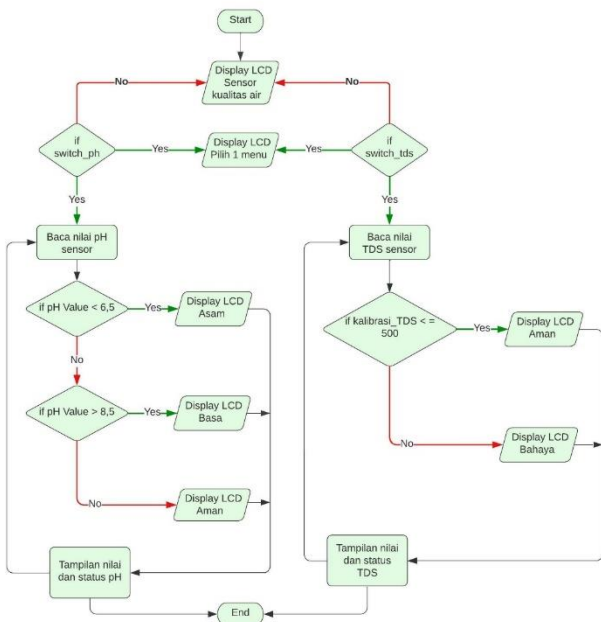 Start
No
Display LCD
Sensor
kualitas air
No
if
switch_ph
Yes
Display LCD
Pilih 1 menu
Yes
if
switch_tds
Yes
Yes
Baca nilai pH
sensor
Baca nilai
TDS sensor
if pH Value < 6,5
Yes
Display LCD
Asam
if kalibrasi_TDS < =
500
Yes
Display LCD
Aman
No
if pH Value > 8,5
Yes
Display LCD
Basa
No
Display LCD
Bahaya
No
Display LCD
Aman
Tampilan nilai
dan status pH
Tampilan nilai
dan status
TDS
End